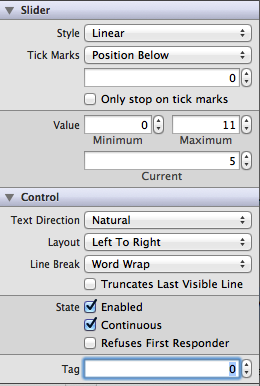 Slider
Style Linear
Tick Marks Position Below
0
Only stop on tick marks
Value 0 11
Minimum Maximum
5
Current
Control
Text Direction Natural
Layout Left To Right
Line Break Word Wrap
Truncates Last Visible Line
State Enabled
Continuous
Refuses First Responder
Tag 0